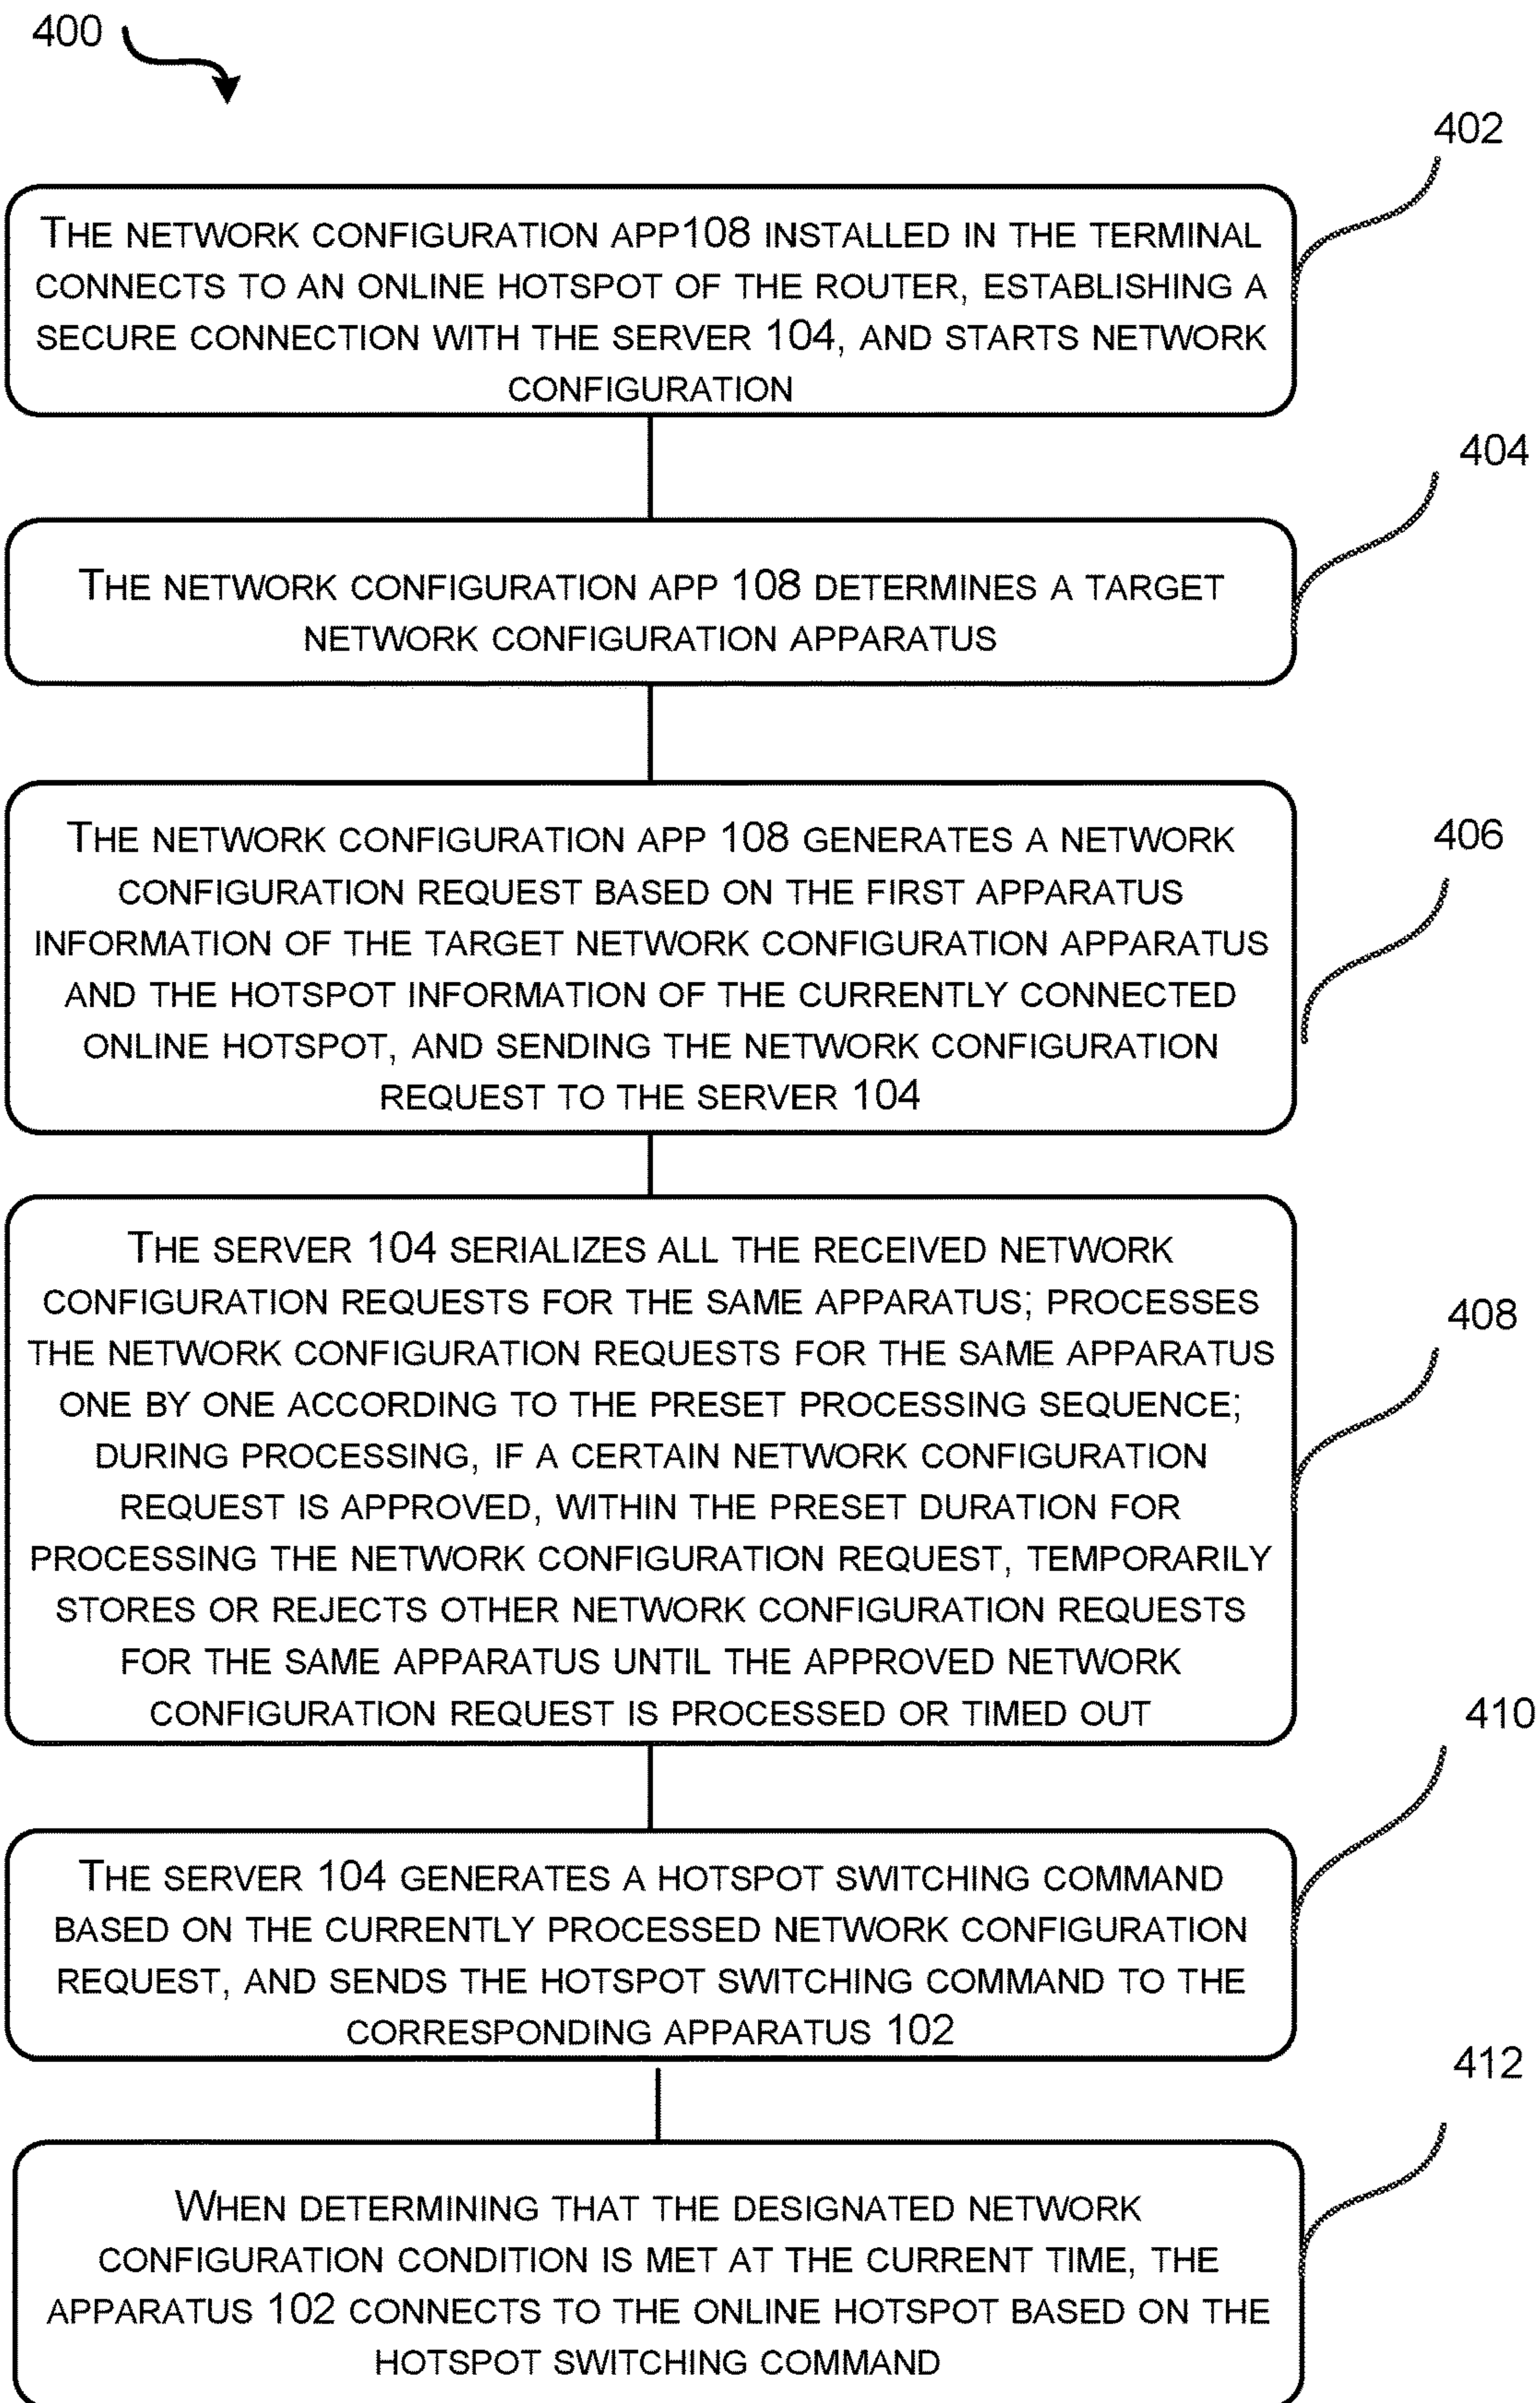 400
402
THE NETWORK CONFIGURATION APP108 INSTALLED IN THE TERMINAL
CONNECTS TO AN ONLINE HOTSPOT OF THE ROUTER, ESTABLISHING A
SECURE CONNECTION WITH THE SERVER 104, AND STARTS NETWORK
CONFIGURATION
404
THE NETWORK CONFIGURATION APP 108 DETERMINES A TARGET
NETWORK CONFIGURATION APPARATUS
406
THE NETWORK CONFIGURATION APP 108 GENERATES A NETWORK
CONFIGURATION REQUEST BASED ON THE FIRST APPARATUS
INFORMATION OF THE TARGET NETWORK CONFIGURATION APPARATUS
AND THE HOTSPOT INFORMATION OF THE CURRENTLY CONNECTED
ONLINE HOTSPOT, AND SENDING THE NETWORK CONFIGURATION
REQUEST TO THE SERVER 104
408
THE SERVER 104 SERIALIZES ALL THE RECEIVED NETWORK
CONFIGURATION REQUESTS FOR THE SAME APPARATUS; PROCESSES
THE NETWORK CONFIGURATION REQUESTS FOR THE SAME APPARATUS
ONE BY ONE ACCORDING TO THE PRESET PROCESSING SEQUENCE;
DURING PROCESSING, IF A CERTAIN NETWORK CONFIGURATION
REQUEST IS APPROVED, WITHIN THE PRESET DURATION FOR
PROCESSING THE NETWORK CONFIGURATION REQUEST, TEMPORARILY
STORES OR REJECTS OTHER NETWORK CONFIGURATION REQUESTS
FOR THE SAME APPARATUS UNTIL THE APPROVED NETWORK
CONFIGURATION REQUEST IS PROCESSED OR TIMED OUT
410
THE SERVER 104 GENERATES A HOTSPOT SWITCHING COMMAND
BASED ON THE CURRENTLY PROCESSED NETWORK CONFIGURATION
REQUEST, AND SENDS THE HOTSPOT SWITCHING COMMAND TO THE
CORRESPONDING APPARATUS 102
412
WHEN DETERMINING THAT THE DESIGNATED NETWORK
CONFIGURATION CONDITION IS MET AT THE CURRENT TIME, THE
APPARATUS 102 CONNECTS TO THE ONLINE HOTSPOT BASED ON THE
HOTSPOT SWITCHING COMMAND